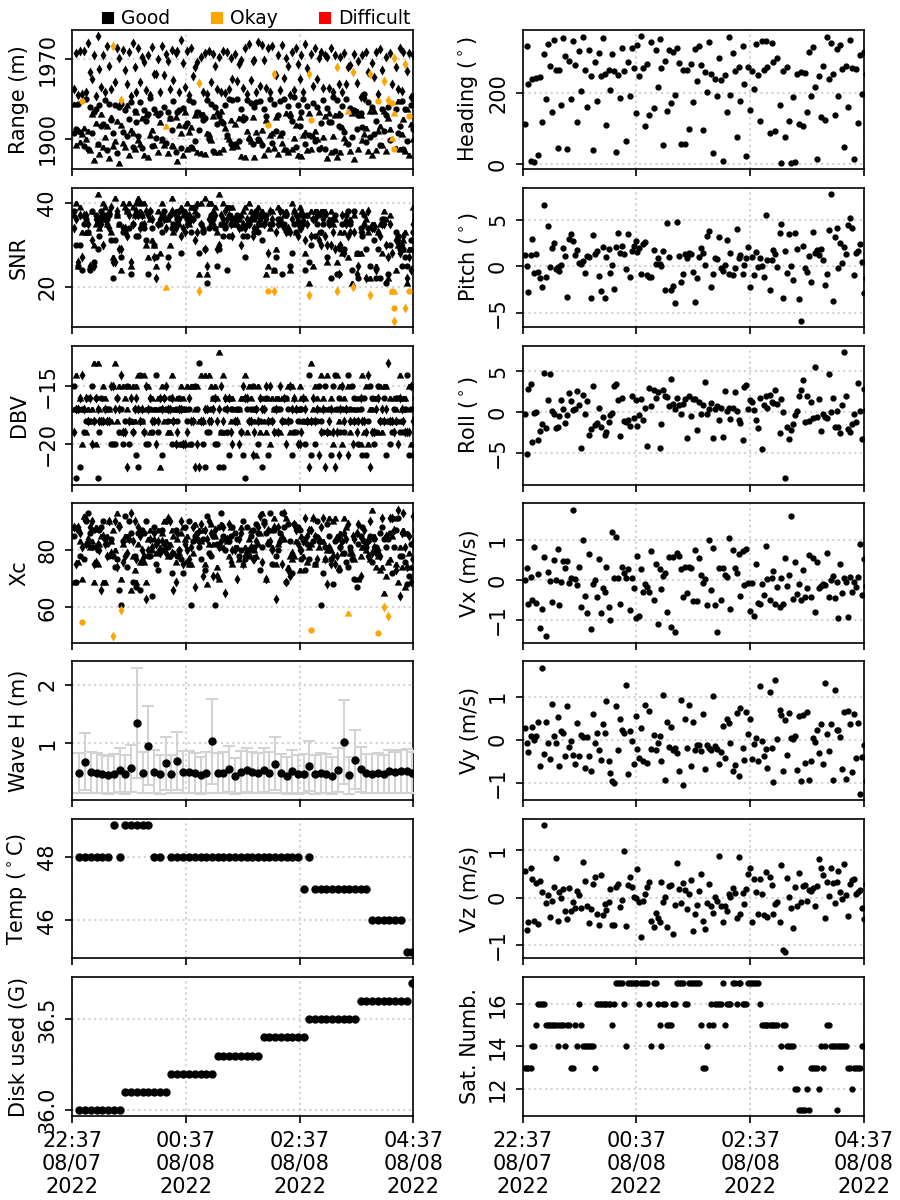 Good Okay Difficult
Range (m)
1970
1900
Heading (°)
200
0
SNR
40
20
Pitch (°)
5
0
−5
DBV
−15
−20
Roll (°)
5
0
−5
Xc
80
60
Vx (m/s)
1
0
−1
Wave H (m)
2
1
Vy (m/s)
1
0
−1
Temp (°C)
48
46
Vz (m/s)
1
0
−1
Disk used (G)
36.5
36.0
Sat. Numb.
16
14
12
22:37 00:37 02:37 04:37
08/07 08/08 08/08 08/08
2022 2022 2022 2022
22:37 00:37 02:37 04:37
08/07 08/08 08/08 08/08
2022 2022 2022 2022